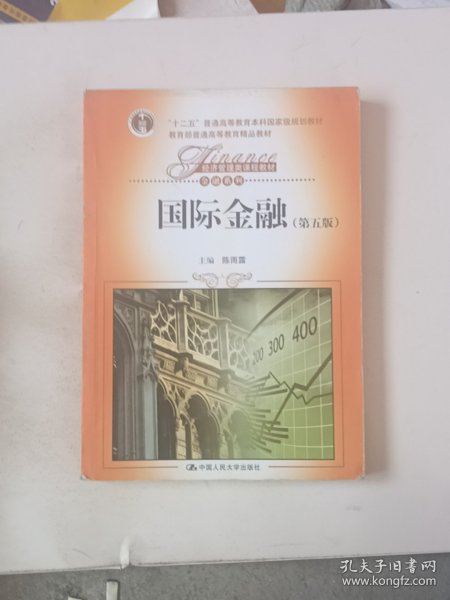 "十二五"普通高等教育本科国家级规划教材
教育部普通高等教育精品教材
Finance
经济管理类课程教材
金融系列
国际金融(第五版)
主编 陈雨露
200 300 400
中国人民大学出版社
孔夫子旧书网
www.kongfz.com